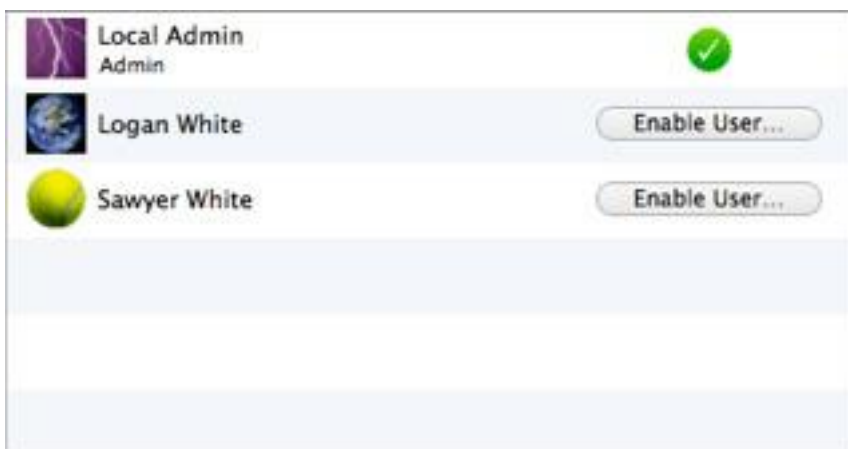 Local Admin
Admin
Logan White
Enable User...
Sawyer White
Enable User...